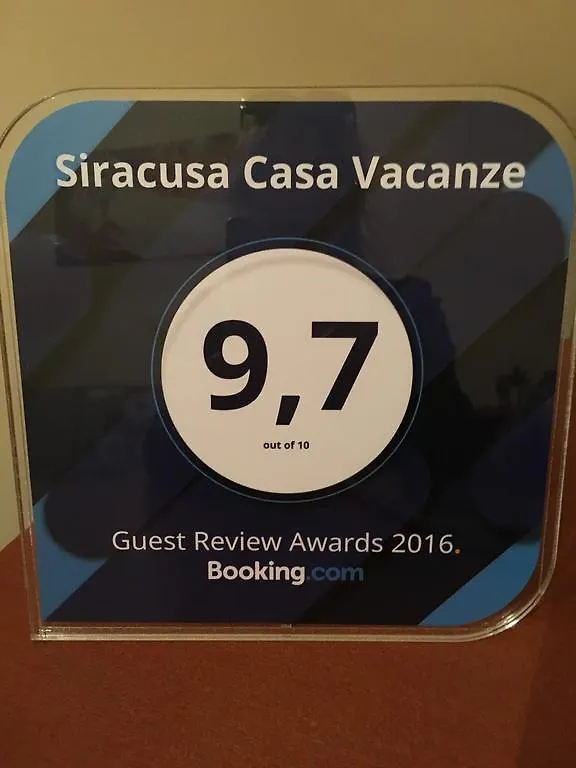 Siracusa Casa Vacanze
9,7
out of 10
Guest Review Awards 2016.
Booking.com